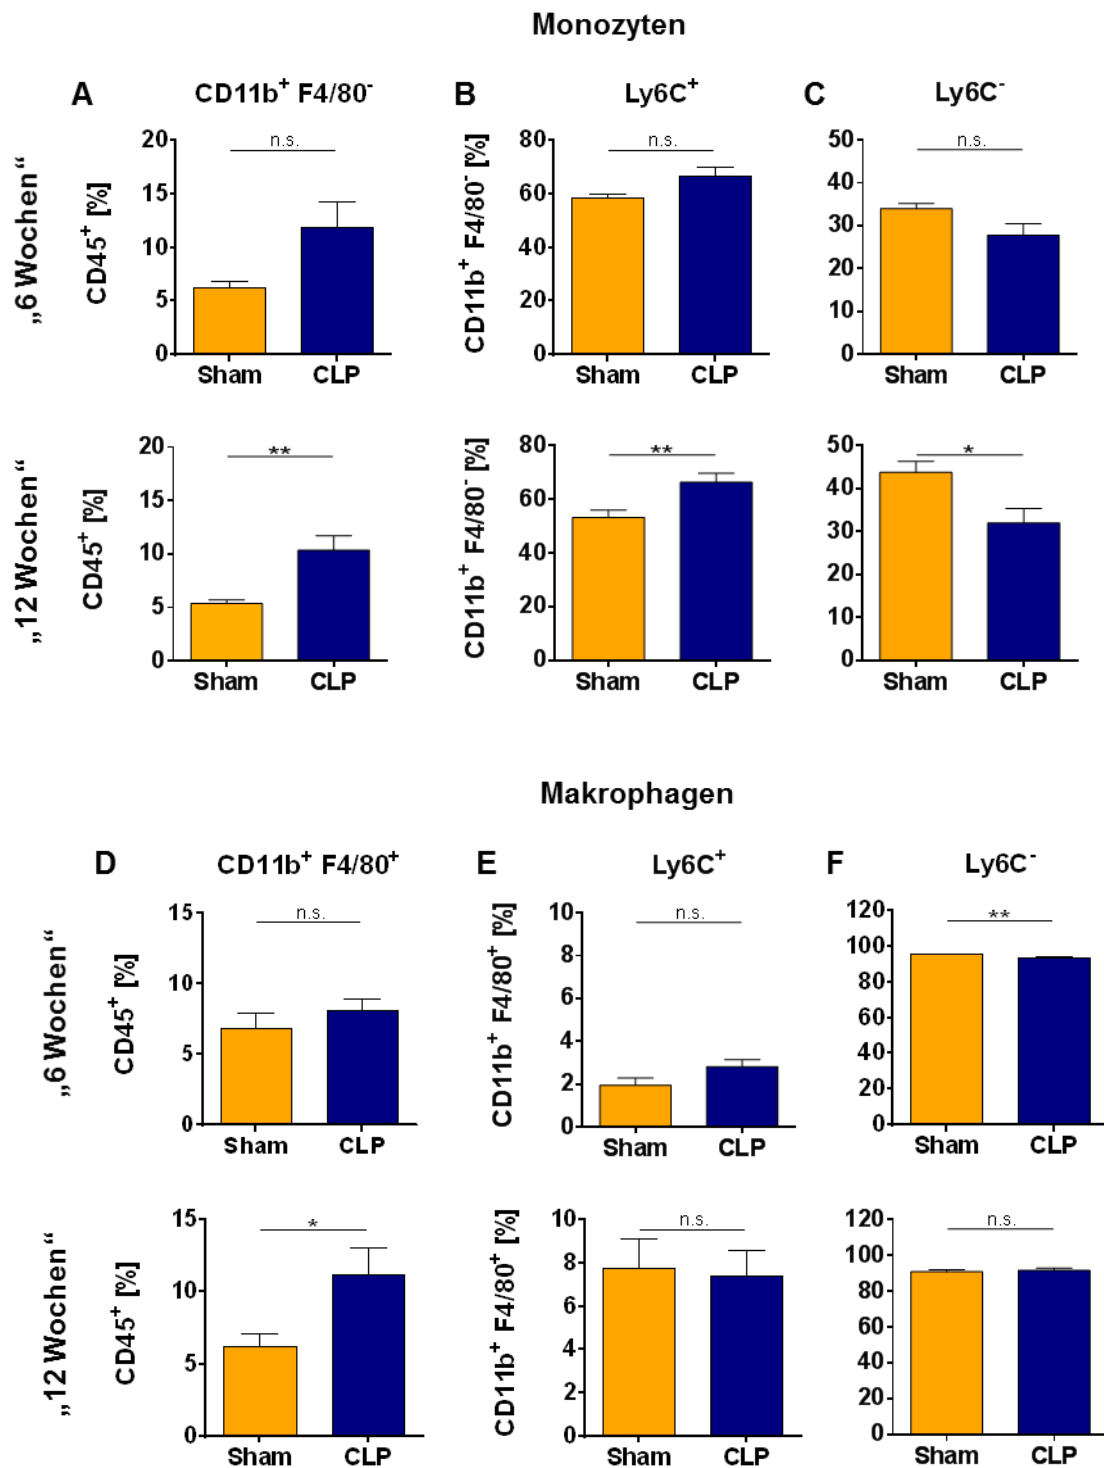 Monozyten
A CD11b⁺ F4/80⁻ B Ly6C⁺ C Ly6C⁻
„6 Wochen“
CD45⁺ [%]
20
15
10
5
0
n.s.
Sham CLP
CD11b⁺ F4/80⁻ [%]
80
60
40
20
0
n.s.
Sham CLP
50
40
30
20
10
0
n.s.
Sham CLP
„12 Wochen“
CD45⁺ [%]
20
15
10
5
0
**
Sham CLP
CD11b⁺ F4/80⁻ [%]
80
60
40
20
0
**
Sham CLP
50
40
30
20
10
0
*
Sham CLP
Makrophagen
D CD11b⁺ F4/80⁺ E Ly6C⁺ F Ly6C⁻
„6 Wochen“
CD45⁺ [%]
15
10
5
0
n.s.
Sham CLP
CD11b⁺ F4/80⁺ [%]
10
8
6
4
2
0
n.s.
Sham CLP
120
100
80
60
40
20
0
**
Sham CLP
„12 Wochen“
CD45⁺ [%]
15
10
5
0
*
Sham CLP
CD11b⁺ F4/80⁺ [%]
10
8
6
4
2
0
n.s.
Sham CLP
120
100
80
60
40
20
0
n.s.
Sham CLP